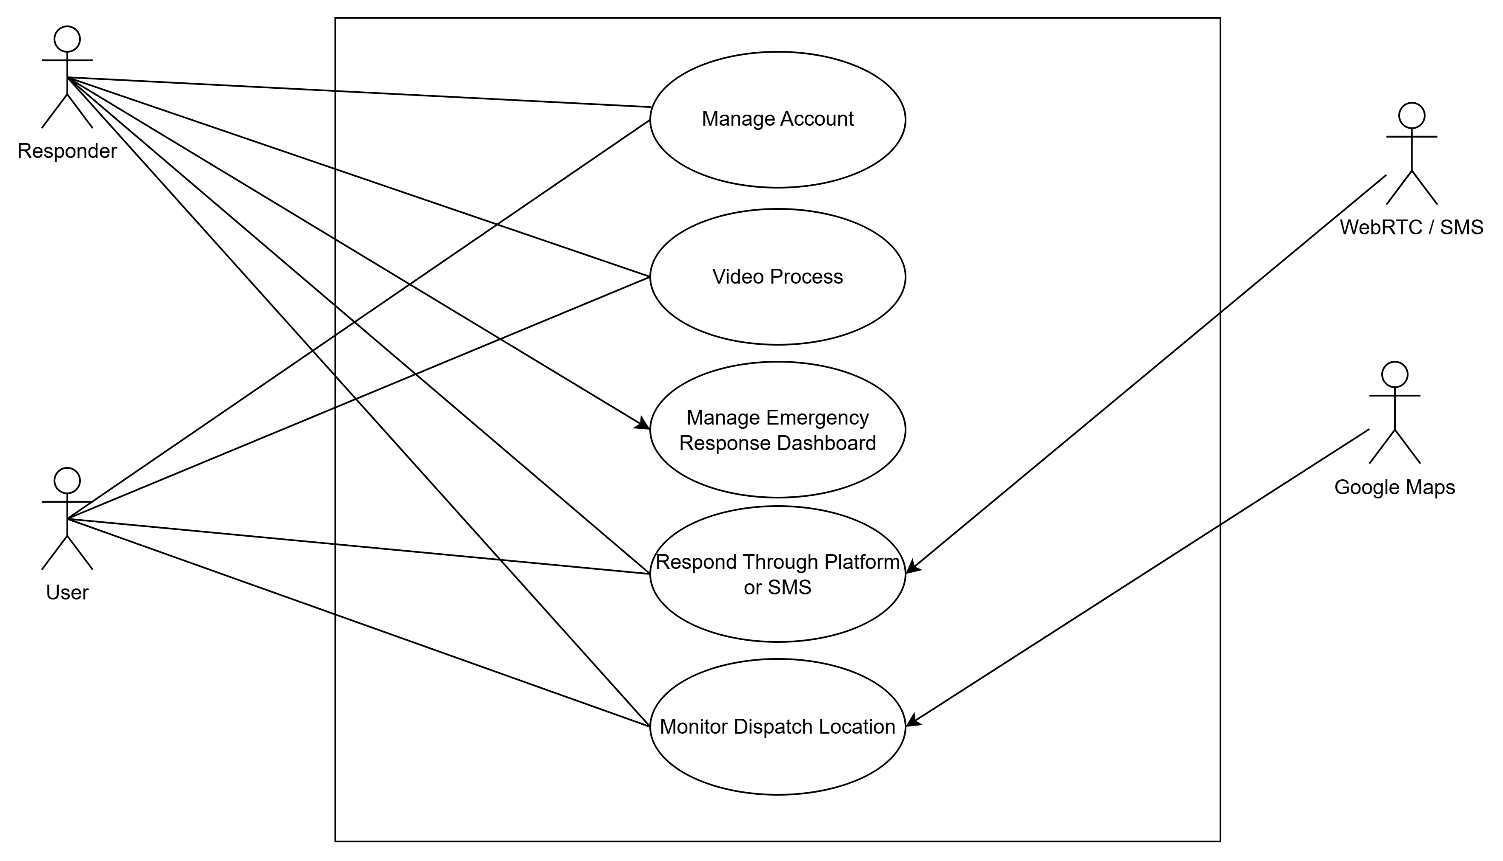 Responder
Manage Account
WebRTC / SMS
Video Process
Manage Emergency
Response Dashboard
Google Maps
User
Respond Through Platform
or SMS
Monitor Dispatch Location